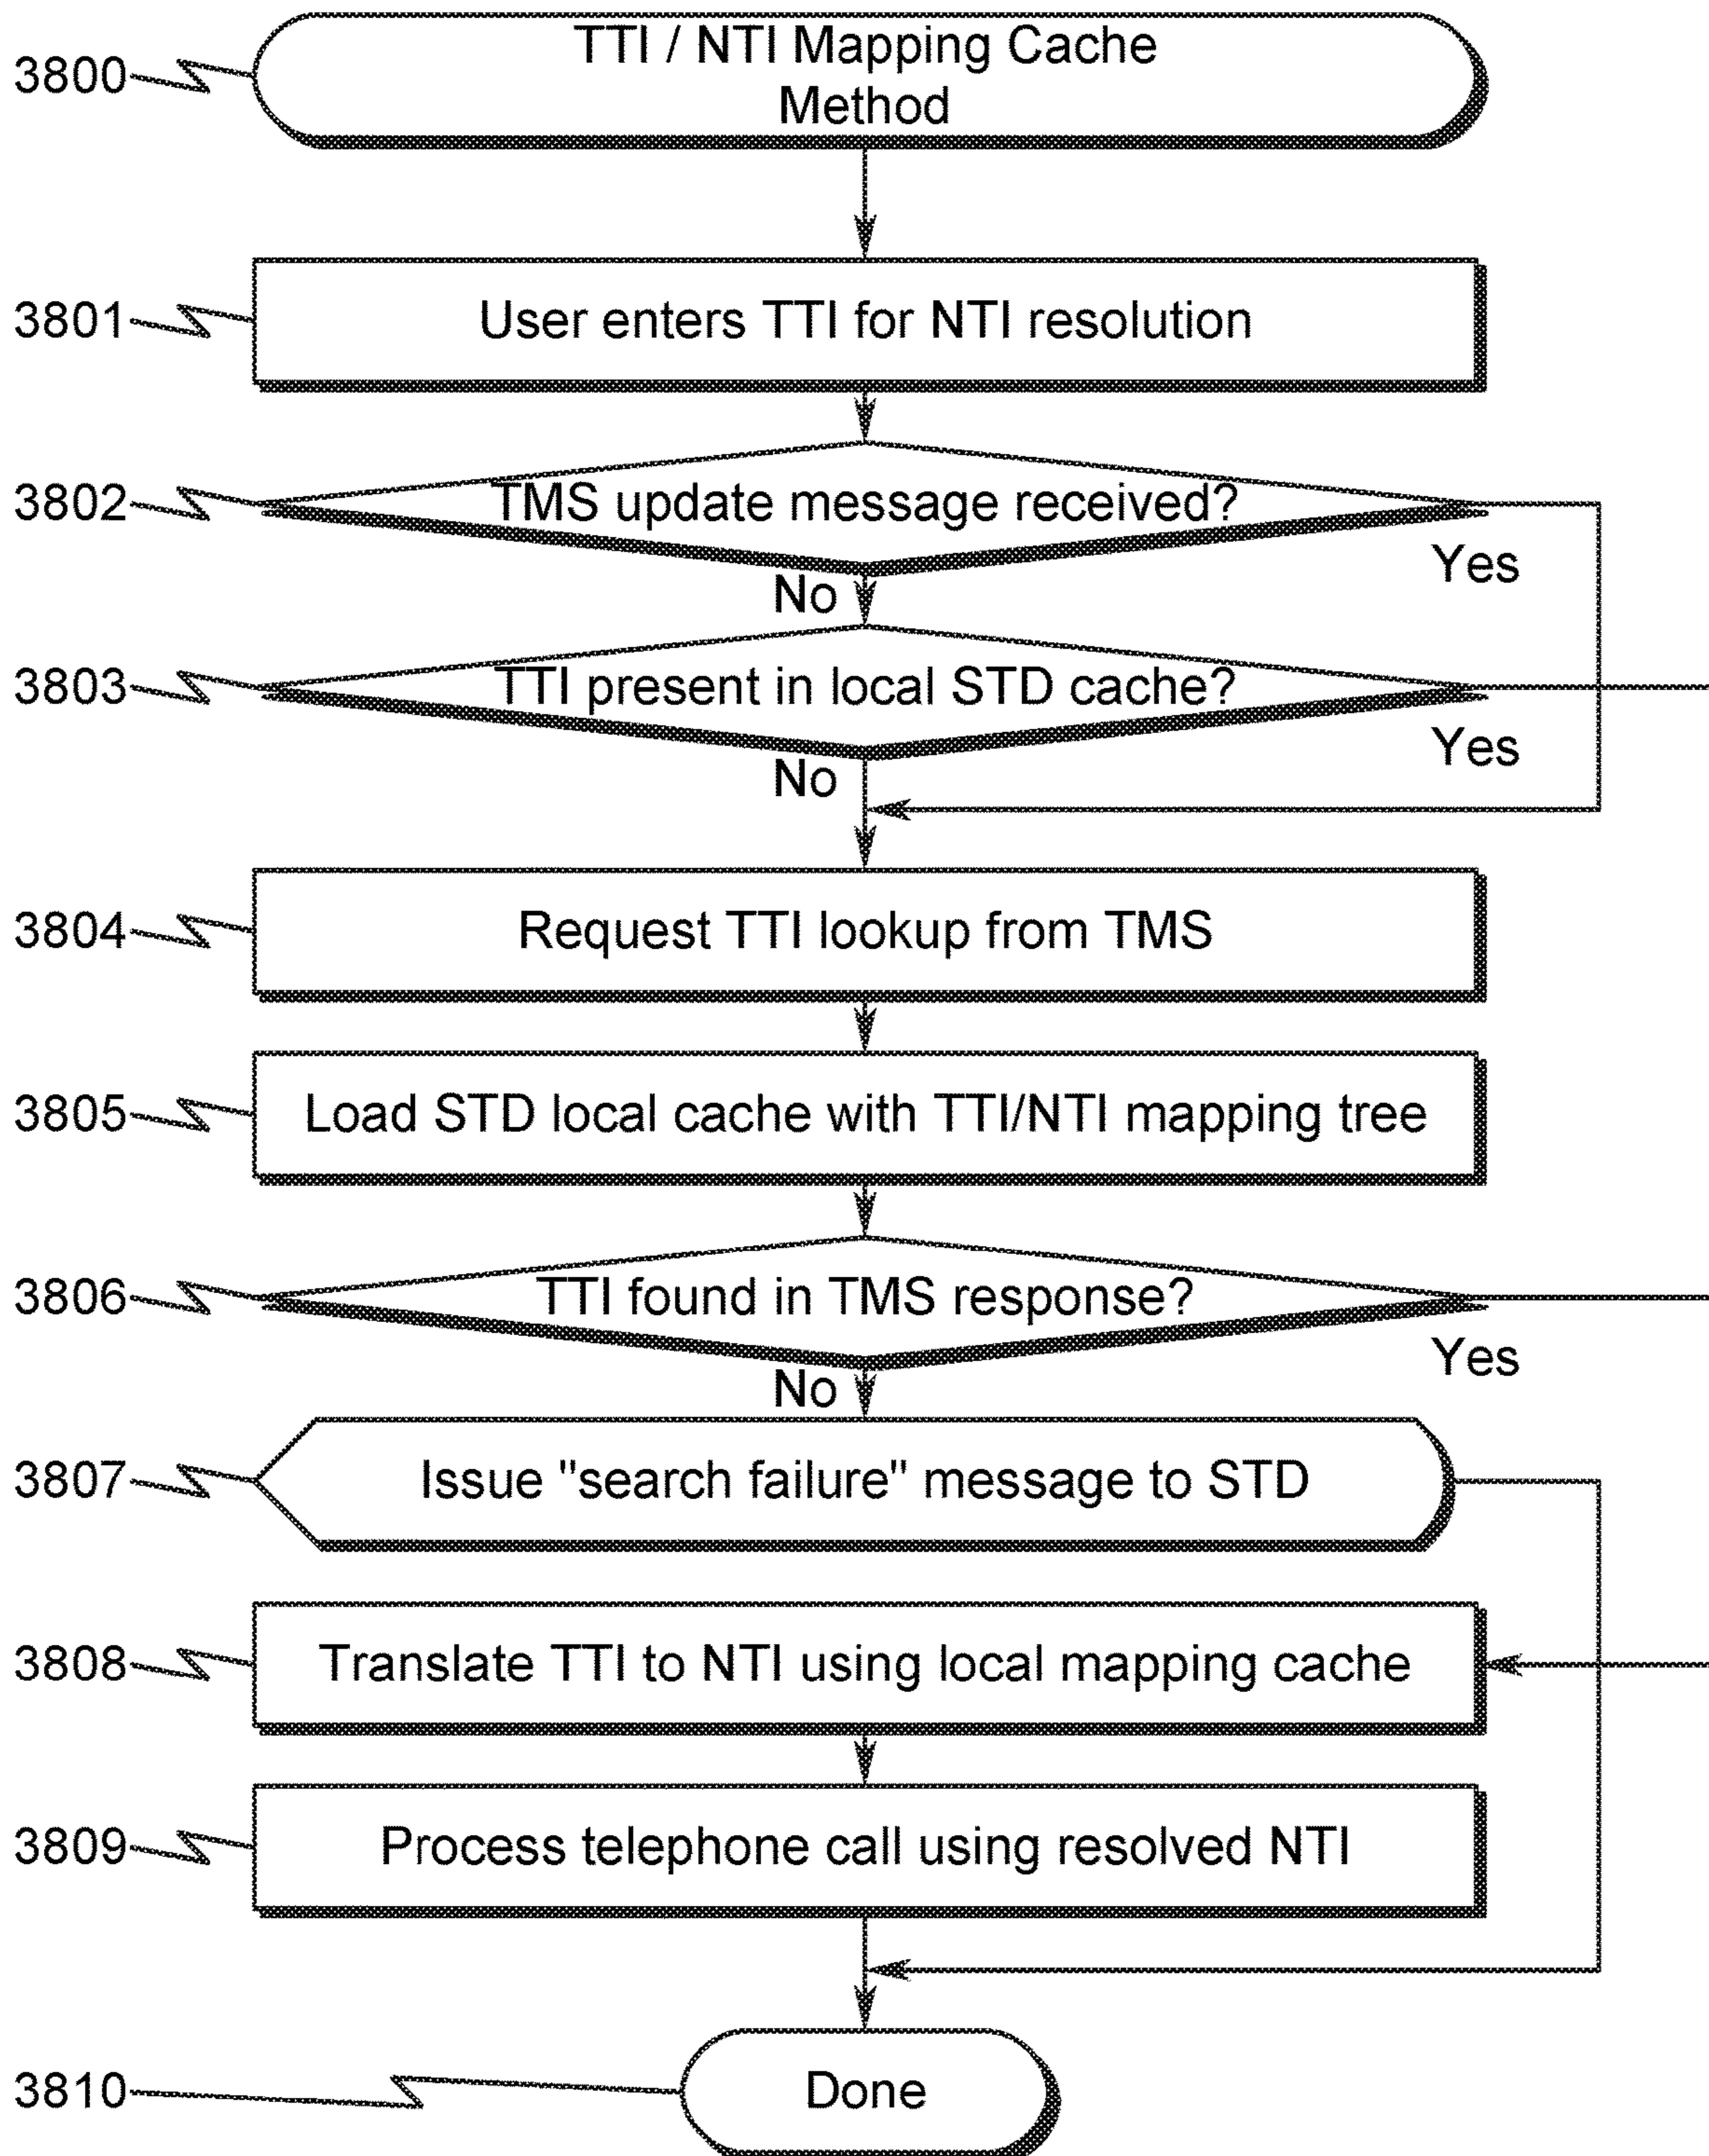 TTI / NTI Mapping Cache
Method
3800
3801
User enters TTI for NTI resolution
3802
TMS update message received?
Yes
No
3803
TTI present in local STD cache?
Yes
No
3804
Request TTI lookup from TMS
3805
Load STD local cache with TTI/NTI mapping tree
3806
TTI found in TMS response?
Yes
No
3807
Issue "search failure" message to STD
3808
Translate TTI to NTI using local mapping cache
3809
Process telephone call using resolved NTI
3810
Done